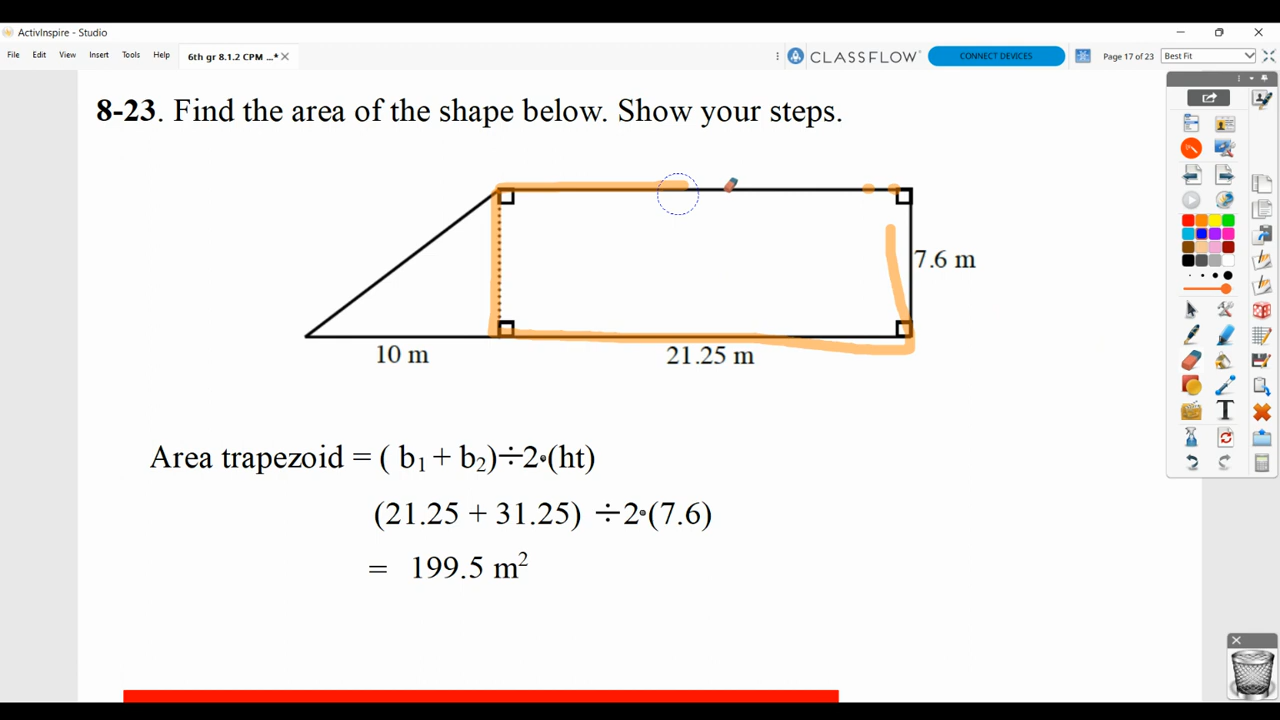 ActivInspire - Studio
File Edit View Insert Tools Help
6th gr 8.1.2 CPM ...*
CLASSFLOW
CONNECT DEVICES
Page 17 of 23
Best Fit
8-23. Find the area of the shape below. Show your steps.
7.6 m
10 m
21.25 m
Area trapezoid = ( b₁ + b₂)÷2•(ht)
(21.25 + 31.25) ÷2•(7.6)
= 199.5 m²